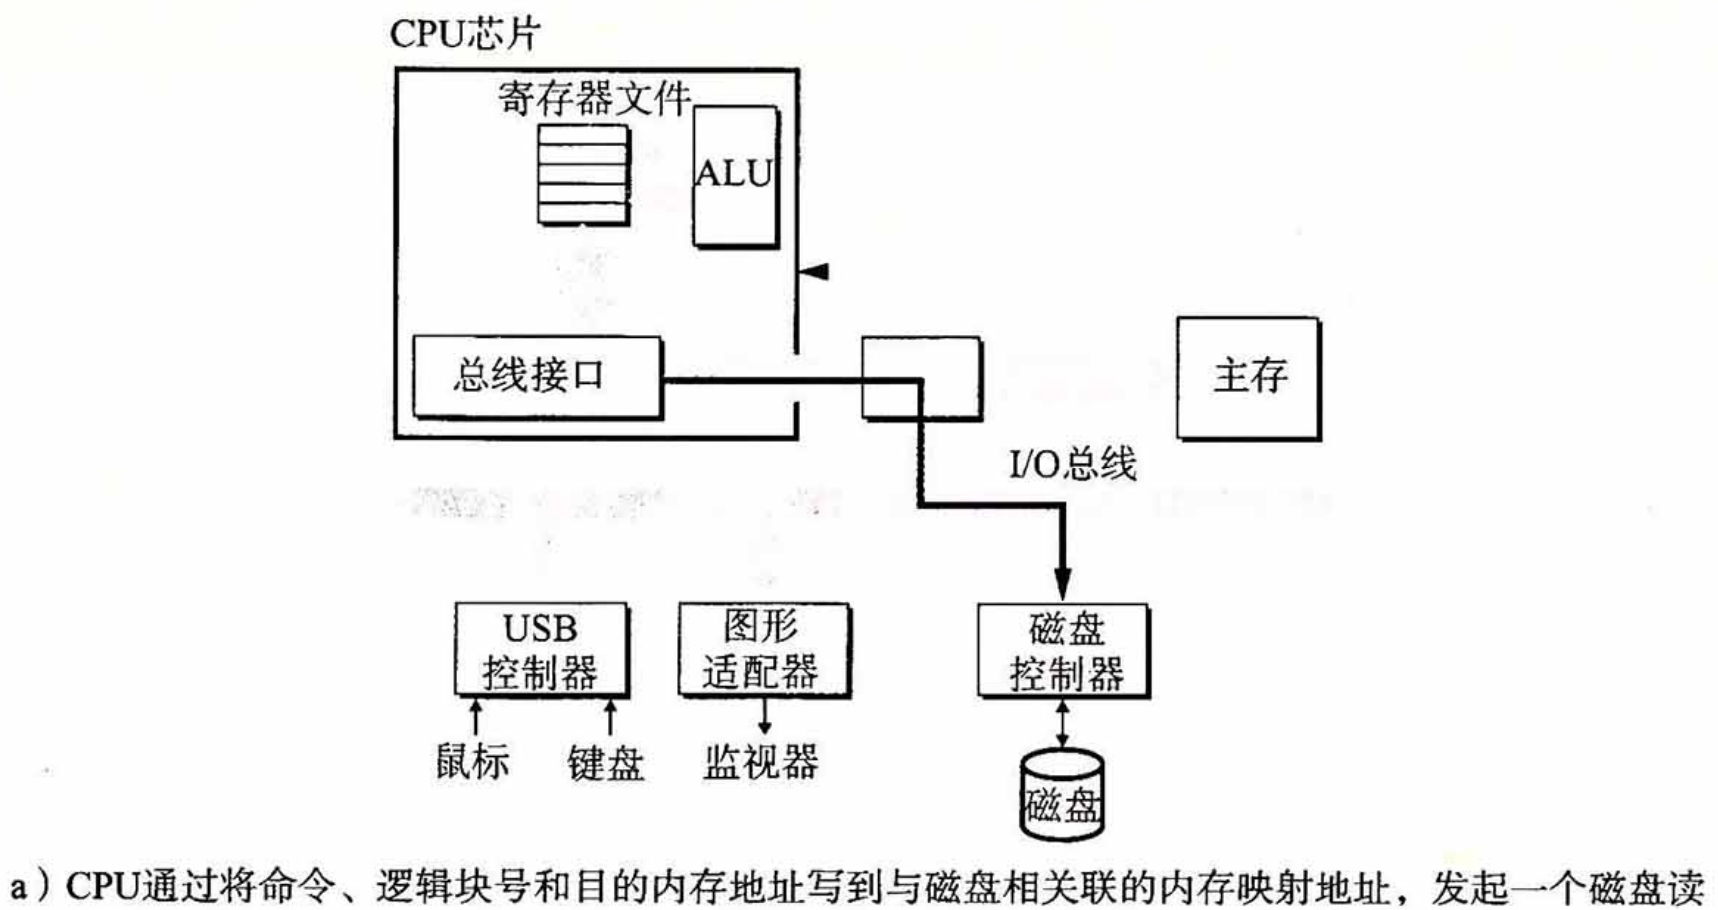 CPU芯片
寄存器文件
ALU
总线接口
主存
I/O总线
USB
控制器
图形
适配器
磁盘
控制器
鼠标
键盘
监视器
磁盘
a）CPU通过将命令、逻辑块号和目的内存地址写到与磁盘相关联的内存映射地址，发起一个磁盘读